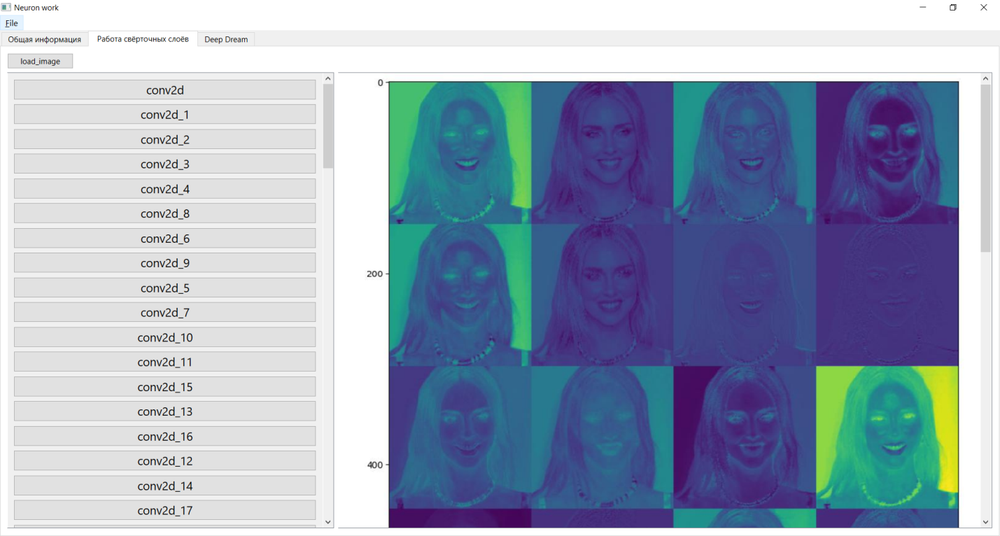 Neuron work
File
Общая информация Работа свёрточных слоёв Deep Dream
load_image
conv2d
conv2d_1
conv2d_2
conv2d_3
conv2d_4
conv2d_8
conv2d_6
conv2d_9
conv2d_5
conv2d_7
conv2d_10
conv2d_11
conv2d_15
conv2d_13
conv2d_16
conv2d_12
conv2d_14
conv2d_17
0
200
400